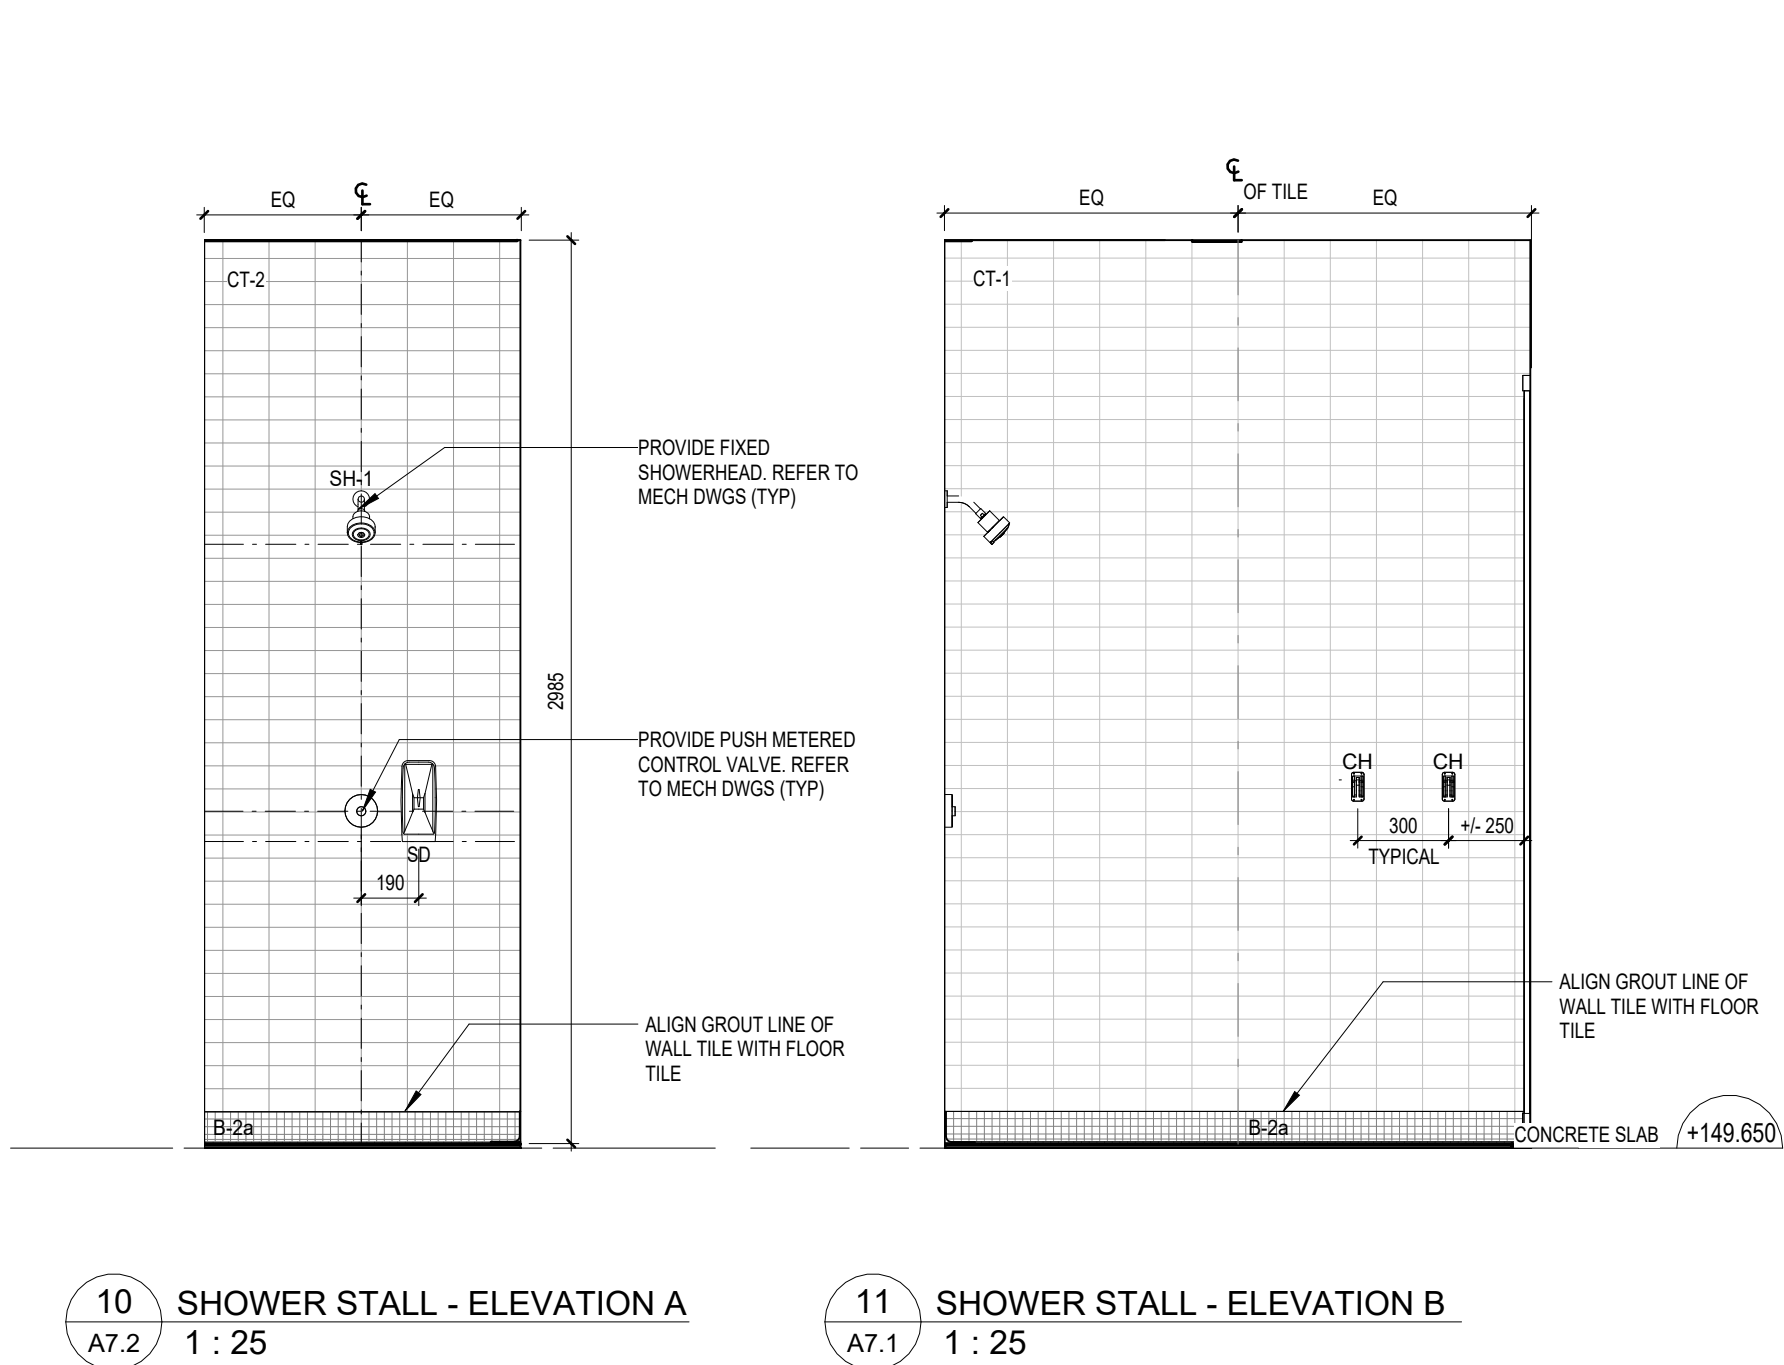 EQ
℄
EQ
CT-2
SH-1
PROVIDE FIXED
SHOWERHEAD. REFER TO
MECH DWGS (TYP)
2985
PROVIDE PUSH METERED
CONTROL VALVE. REFER
TO MECH DWGS (TYP)
SD
190
ALIGN GROUT LINE OF
WALL TILE WITH FLOOR
TILE
B-2a
10
A7.2
SHOWER STALL - ELEVATION A
1 : 25
EQ
℄
OF TILE
EQ
CT-1
CH
CH
300
+/- 250
TYPICAL
ALIGN GROUT LINE OF
WALL TILE WITH FLOOR
TILE
B-2a
CONCRETE SLAB
+149.650
11
A7.1
SHOWER STALL - ELEVATION B
1 : 25